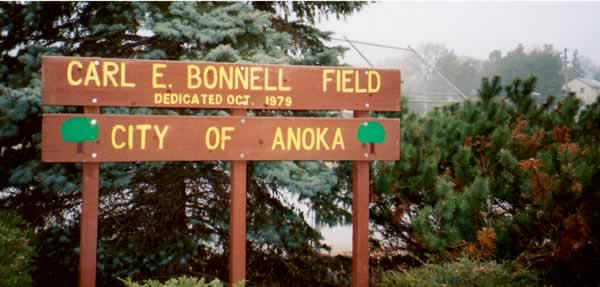 CARL E. BONNELL FIELD
DEDICATED OCT. 1979
CITY OF ANOKA